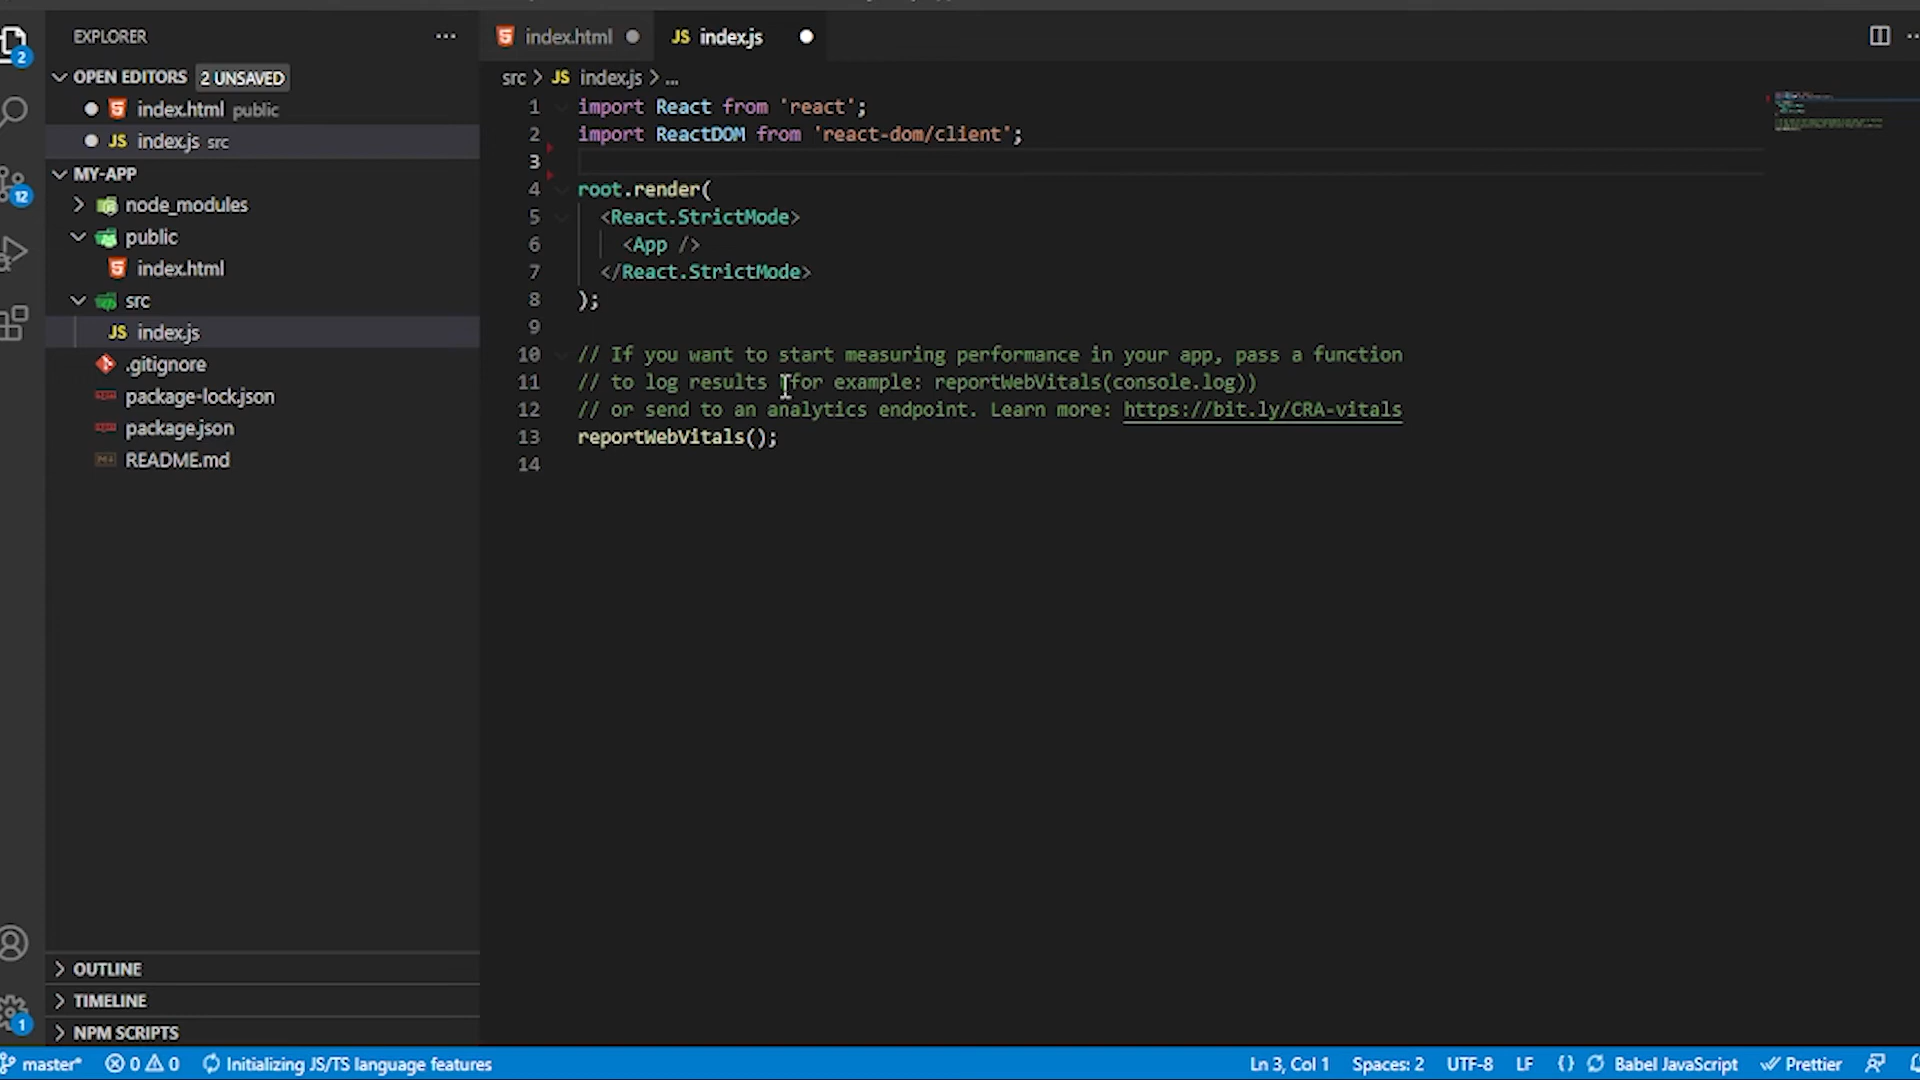 EXPLORER
OPEN EDITORS 2 UNSAVED
index.html public
JS index.js src
MY-APP
node_modules
public
index.html
src
JS index.js
.gitignore
package-lock.json
package.json
README.md
OUTLINE
TIMELINE
NPM SCRIPTS
2
12
1
index.html
JS index.js
src > JS index.js > ...
1 import React from 'react';
2 import ReactDOM from 'react-dom/client';
3
4 root.render(
5 <React.StrictMode>
6 <App />
7 </React.StrictMode>
8 );
9
10 // If you want to start measuring performance in your app, pass a function
11 // to log results (for example: reportWebVitals(console.log))
12 // or send to an analytics endpoint. Learn more: https://bit.ly/CRA-vitals
13 reportWebVitals();
14
master* 0 0 Initializing JS/TS language features Ln 3, Col 1 Spaces: 2 UTF-8 LF {} Babel JavaScript Prettier